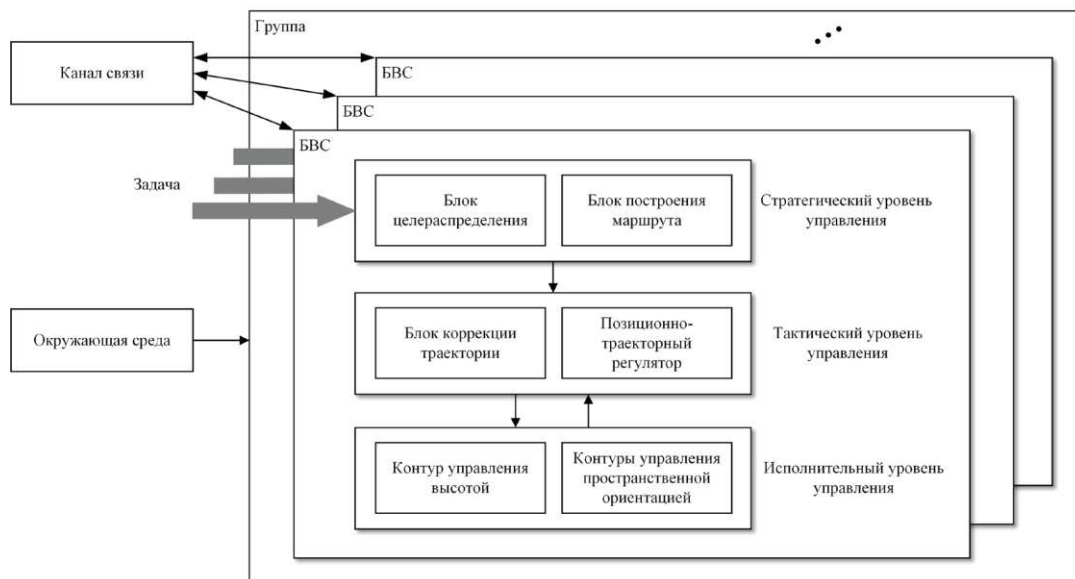 Группа
Канал связи
БВС
БВС
БВС
Задача
Блок
целераспределения
Блок построения
маршрута
Стратегический уровень
управления
Окружающая среда
Блок коррекции
траектории
Позиционно-
траекторный
регулятор
Тактический уровень
управления
Контур управления
высотой
Контуры управления
пространственной
ориентацией
Исполнительный уровень
управления